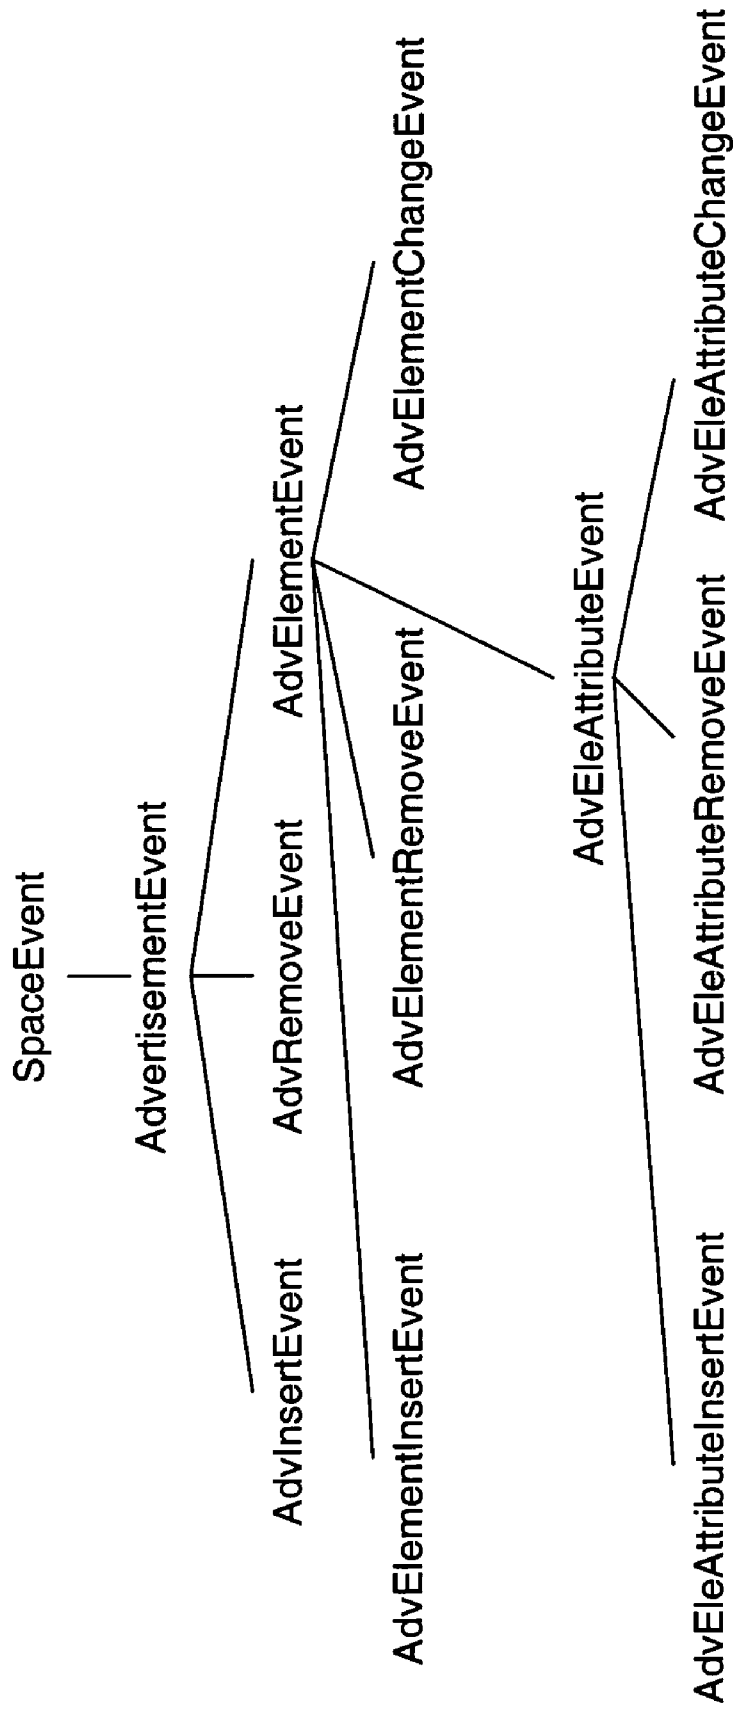 SpaceEvent
AdvertisementEvent
AdvInsertEvent
AdvRemoveEvent
AdvElementEvent
AdvElementInsertEvent
AdvElementRemoveEvent
AdvElementChangeEvent
AdvEleAttributeEvent
AdvEleAttributeInsertEvent
AdvEleAttributeRemoveEvent
AdvEleAttributeChangeEvent